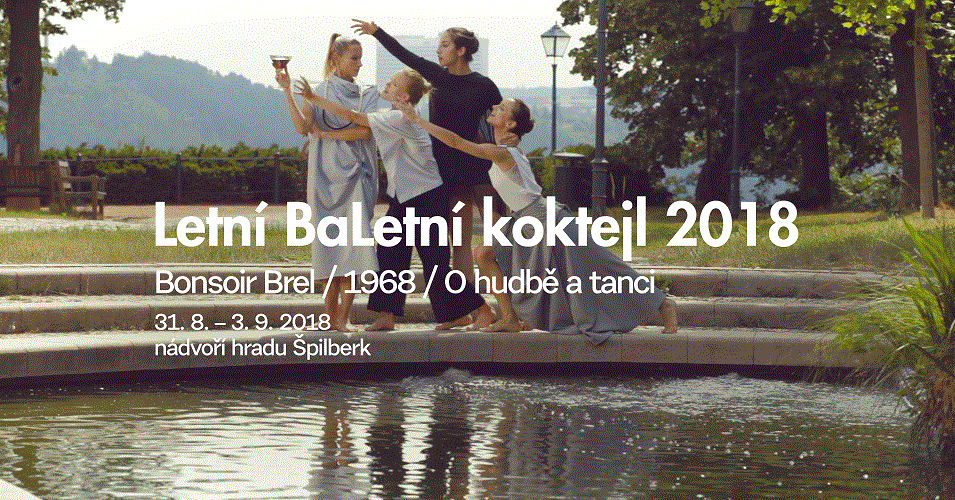 Letní BaLetní koktejl 2018
Bonsoir Brel / 1968 / O hudbě a tanci
31. 8. – 3. 9. 2018
nádvoří hradu Špilberk